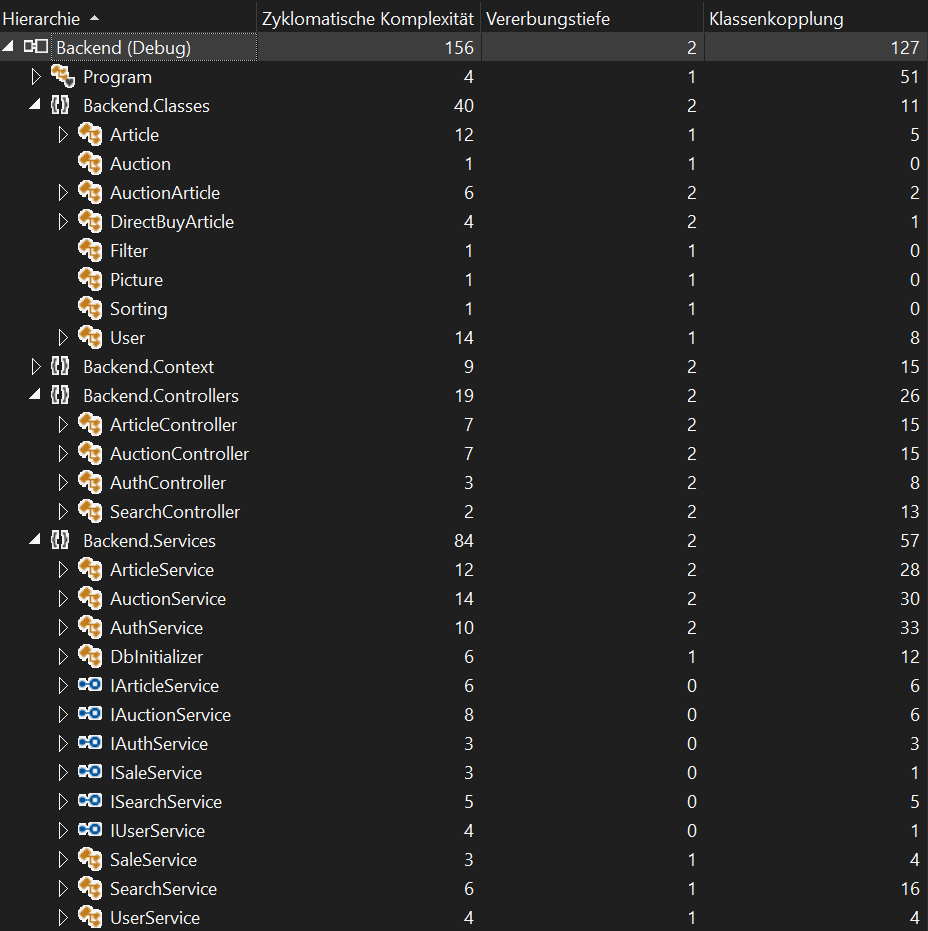 Hierarchie Zyklomatische Komplexität Vererbungstiefe Klassenkopplung
Backend (Debug) 156 2 127
Program 4 1 51
Backend.Classes 40 2 11
Article 12 1 5
Auction 1 1 0
AuctionArticle 6 2 2
DirectBuyArticle 4 2 1
Filter 1 1 0
Picture 1 1 0
Sorting 1 1 0
User 14 1 8
Backend.Context 9 2 15
Backend.Controllers 19 2 26
ArticleController 7 2 15
AuctionController 7 2 15
AuthController 3 2 8
SearchController 2 2 13
Backend.Services 84 2 57
ArticleService 12 2 28
AuctionService 14 2 30
AuthService 10 2 33
DbInitializer 6 1 12
IArticleService 6 0 6
IAuctionService 8 0 6
IAuthService 3 0 3
ISaleService 3 0 1
ISearchService 5 0 5
IUserService 4 0 1
SaleService 3 1 4
SearchService 6 1 16
UserService 4 1 4